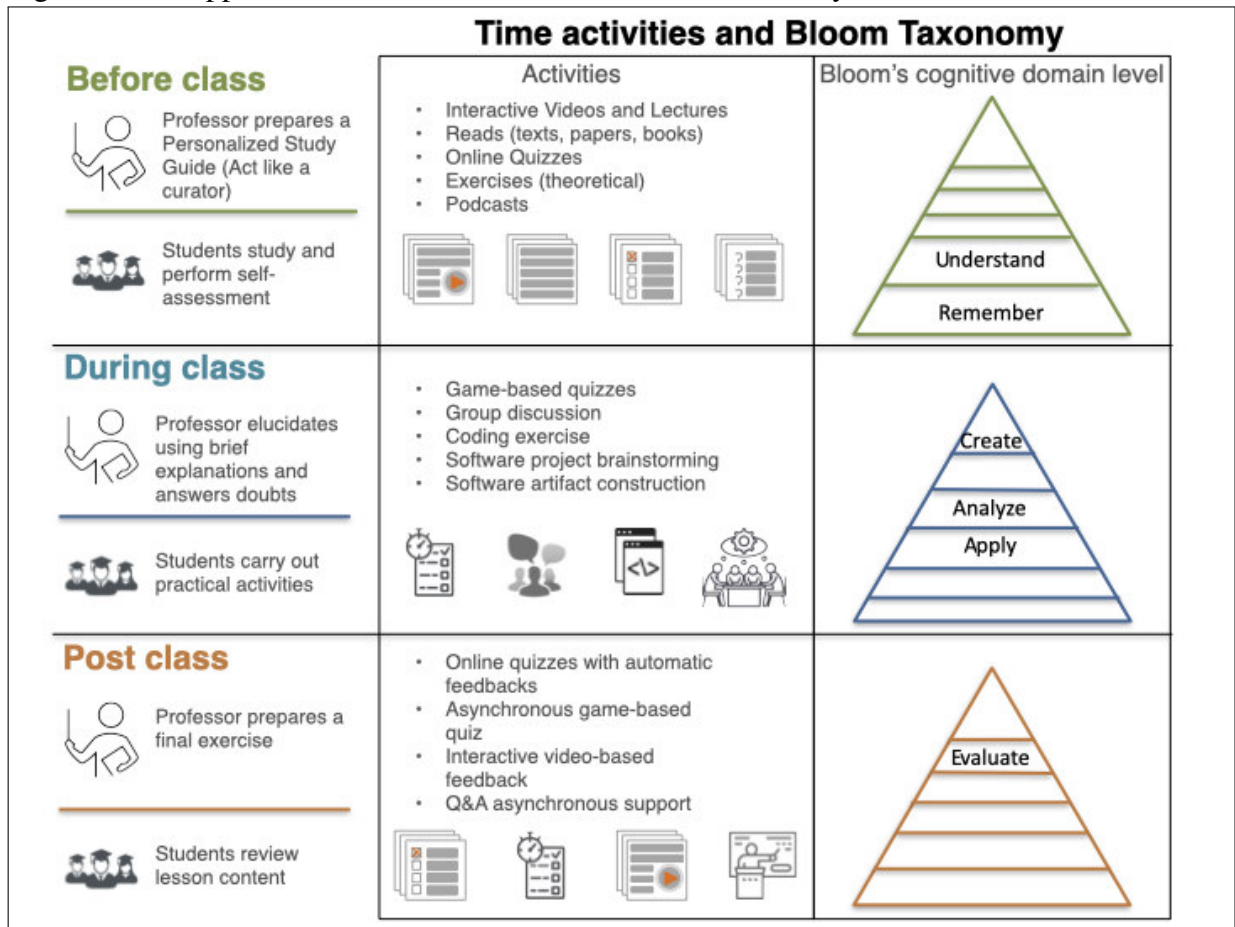 Time activities and Bloom Taxonomy
Before class
Professor prepares a
Personalized Study
Guide (Act like a
curator)
Students study and
perform self-
assessment
Activities
• Interactive Videos and Lectures
• Reads (texts, papers, books)
• Online Quizzes
• Exercises (theoretical)
• Podcasts
Bloom's cognitive domain level
Understand
Remember
During class
Professor elucidates
using brief
explanations and
answers doubts
Students carry out
practical activities
• Game-based quizzes
• Group discussion
• Coding exercise
• Software project brainstorming
• Software artifact construction
</>
Create
Analyze
Apply
Post class
Professor prepares a
final exercise
Students review
lesson content
• Online quizzes with automatic
feedbacks
• Asynchronous game-based
quiz
• Interactive video-based
feedback
• Q&A asynchronous support
Evaluate